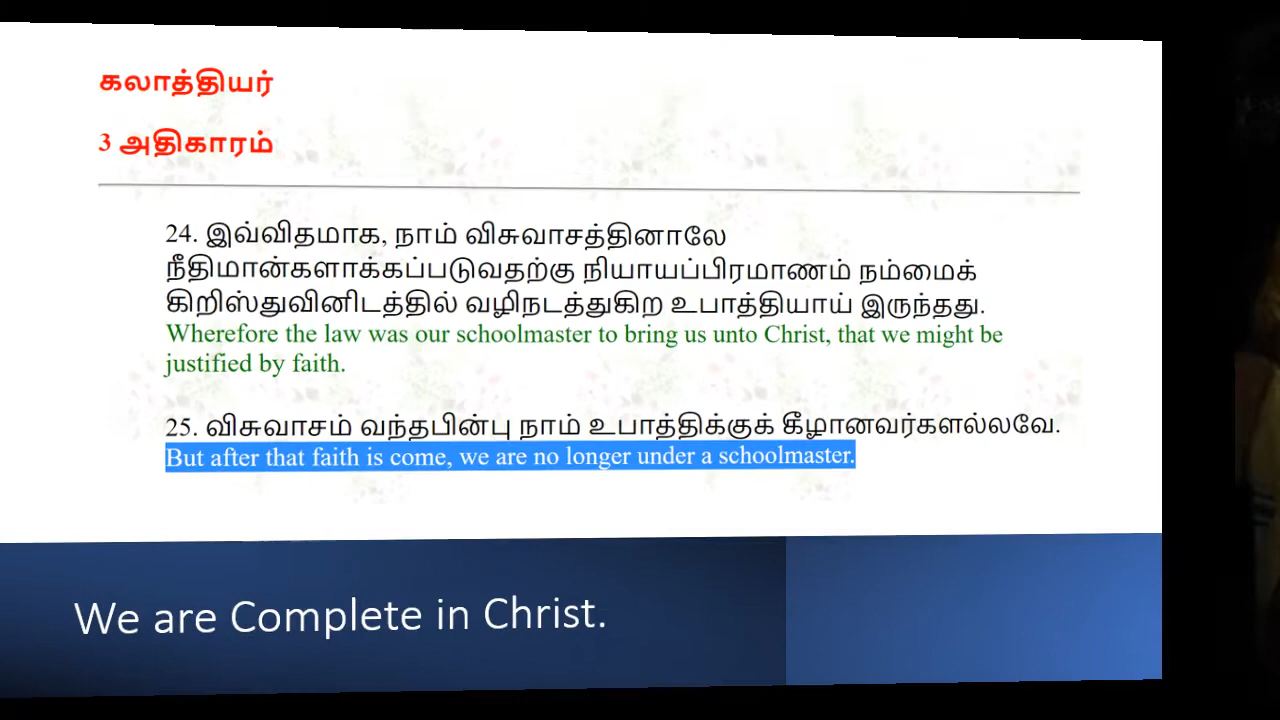 கலாத்தியர்
3 அதிகாரம்
24. இவ்விதமாக, நாம் விசுவாசத்தினாலே
நீதிமான்களாக்கப்படுவதற்கு நியாயப்பிரமாணம் நம்மைக்
கிறிஸ்துவினிடத்தில் வழிநடத்துகிற உபாத்தியாய் இருந்தது.
Wherefore the law was our schoolmaster to bring us unto Christ, that we might be
justified by faith.
25. விசுவாசம் வந்தபின்பு நாம் உபாத்திக்குக் கீழானவர்களல்லவே.
But after that faith is come, we are no longer under a schoolmaster.
We are Complete in Christ.